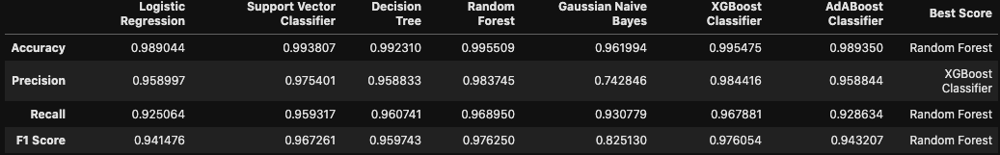 Logistic Regression Support Vector Classifier Decision Tree Random Forest Gaussian Naive Bayes XGBoost Classifier AdABoost Classifier Best Score
Accuracy 0.989044 0.993807 0.992310 0.995509 0.961994 0.995475 0.989350 Random Forest
Precision 0.958997 0.975401 0.958833 0.983745 0.742846 0.984416 0.958844 XGBoost Classifier
Recall 0.925064 0.959317 0.960741 0.968950 0.930779 0.967881 0.928634 Random Forest
F1 Score 0.941476 0.967261 0.959743 0.976250 0.825130 0.976054 0.943207 Random Forest